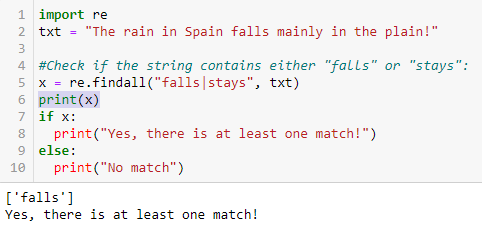 1 import re
2 txt = "The rain in Spain falls mainly in the plain!"
3
4 #Check if the string contains either "falls" or "stays":
5 x = re.findall("falls|stays", txt)
6 print(x)
7 if x:
8   print("Yes, there is at least one match!")
9 else:
10   print("No match")
['falls']
Yes, there is at least one match!